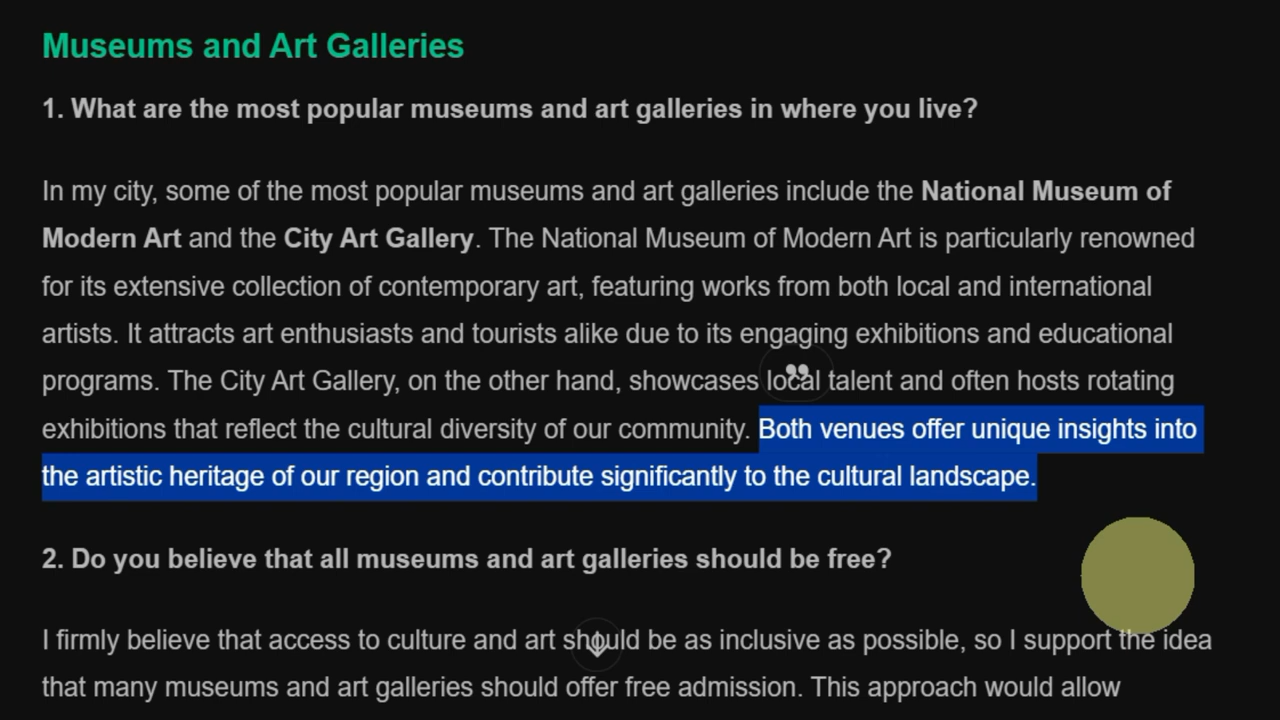 Museums and Art Galleries
1. What are the most popular museums and art galleries in where you live?
In my city, some of the most popular museums and art galleries include the National Museum of
Modern Art and the City Art Gallery. The National Museum of Modern Art is particularly renowned
for its extensive collection of contemporary art, featuring works from both local and international
artists. It attracts art enthusiasts and tourists alike due to its engaging exhibitions and educational
programs. The City Art Gallery, on the other hand, showcases local talent and often hosts rotating
exhibitions that reflect the cultural diversity of our community. Both venues offer unique insights into
the artistic heritage of our region and contribute significantly to the cultural landscape.
2. Do you believe that all museums and art galleries should be free?
I firmly believe that access to culture and art should be as inclusive as possible, so I support the idea
that many museums and art galleries should offer free admission. This approach would allow